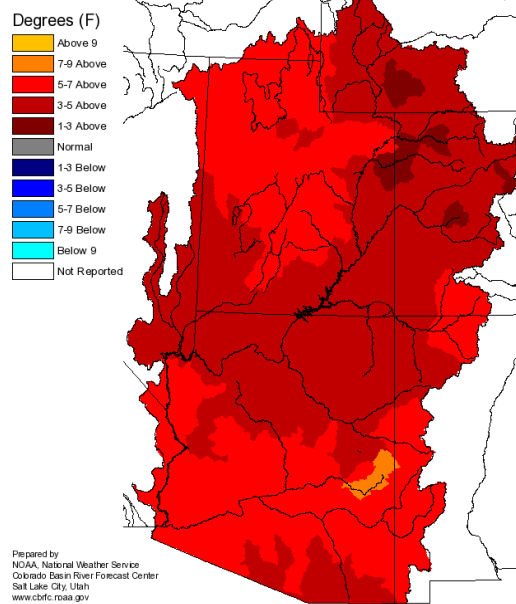 Degrees (F)
Above 9
7-9 Above
5-7 Above
3-5 Above
1-3 Above
Normal
1-3 Below
3-5 Below
5-7 Below
7-9 Below
Below 9
Not Reported
Prepared by
NOAA, National Weather Service
Colorado Basin River Forecast Center
Salt Lake City, Utah
www.cbrfc.noaa.gov